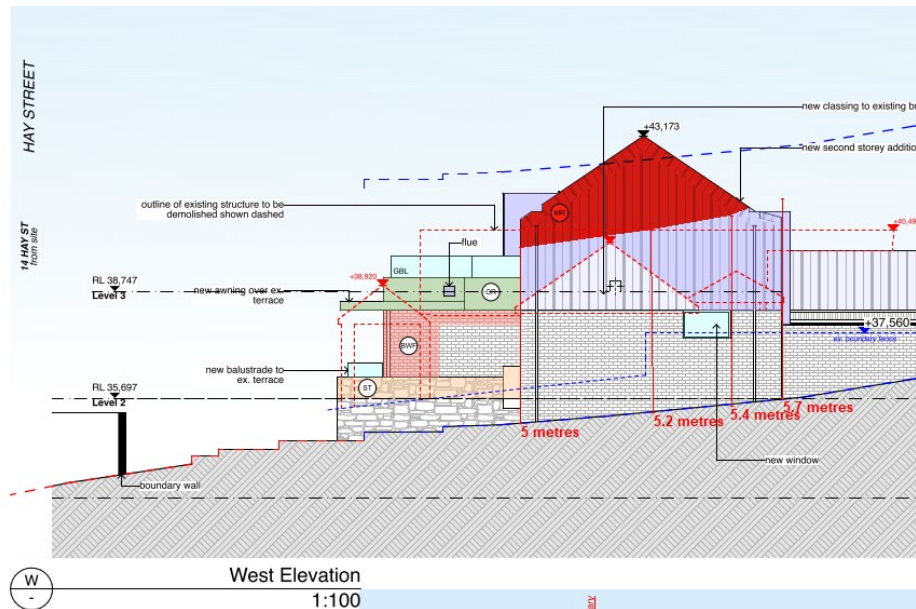 HAY STREET
14 HAY ST
from site
+43,173
new classing to existing bu
new second storey additio
outline of existing structure to be
demolished shown dashed
MR
+40,49
flue
GBL
+38,920
RL 38,747
Level 3
new awning over ex.
terrace
GR
+37,560
ex. boundary fence
BWF
new balustrade to
ex. terrace
ST
RL 35,697
Level 2
5 metres
5.2 metres
5.4 metres
5.7 metres
new window
boundary wall
W
-
West Elevation
1:100
ary